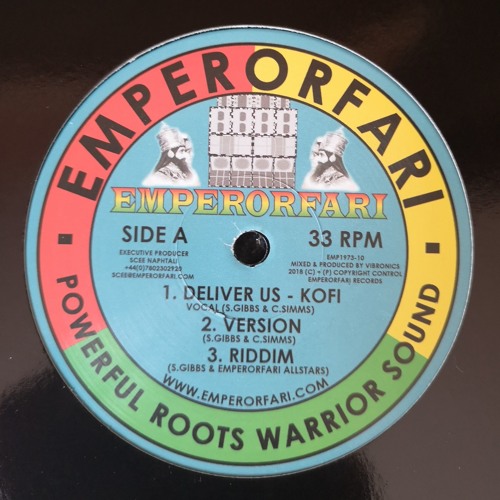 EMPERORFARI
EMPERORFARI
SIDE A
33 RPM
EXECUTIVE PRODUCER
SCEE NAPHTALI
+44(0)7802302920
SCEE@EMPERORFARI.COM
EMP1973-10
MIXED & PRODUCED BY VIBRONICS
2018 (C) + (P) COPYRIGHT CONTROL
EMPERORFARI RECORDS
1. DELIVER US - KOFI
VOCAL(S.GIBBS & C.SIMMS)
2. VERSION
(S.GIBBS & C.SIMMS)
3. RIDDIM
(S.GIBBS & EMPERORFARI ALLSTARS)
WWW.EMPERORFARI.COM
POWERFUL ROOTS WARRIOR SOUND